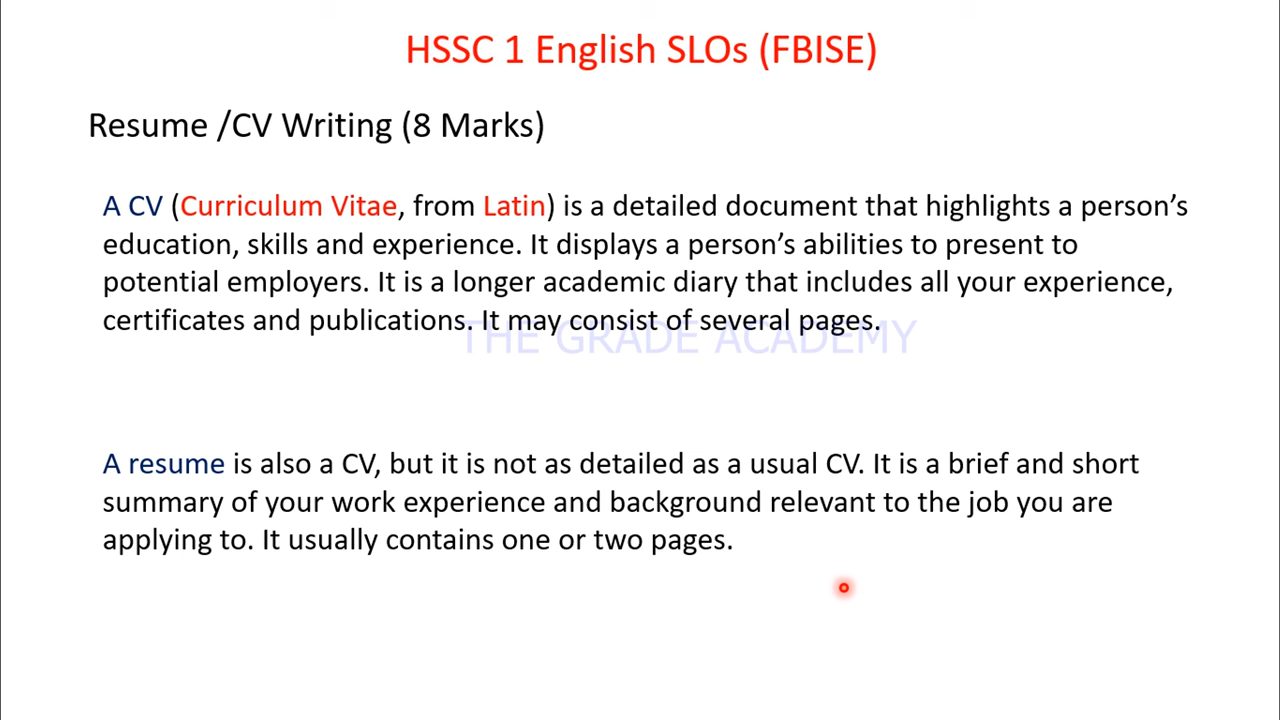 HSSC 1 English SLOs (FBISE)
Resume /CV Writing (8 Marks)
A CV (Curriculum Vitae, from Latin) is a detailed document that highlights a person’s
education, skills and experience. It displays a person’s abilities to present to
potential employers. It is a longer academic diary that includes all your experience,
certificates and publications. It may consist of several pages.
THE GRADE ACADEMY
A resume is also a CV, but it is not as detailed as a usual CV. It is a brief and short
summary of your work experience and background relevant to the job you are
applying to. It usually contains one or two pages.